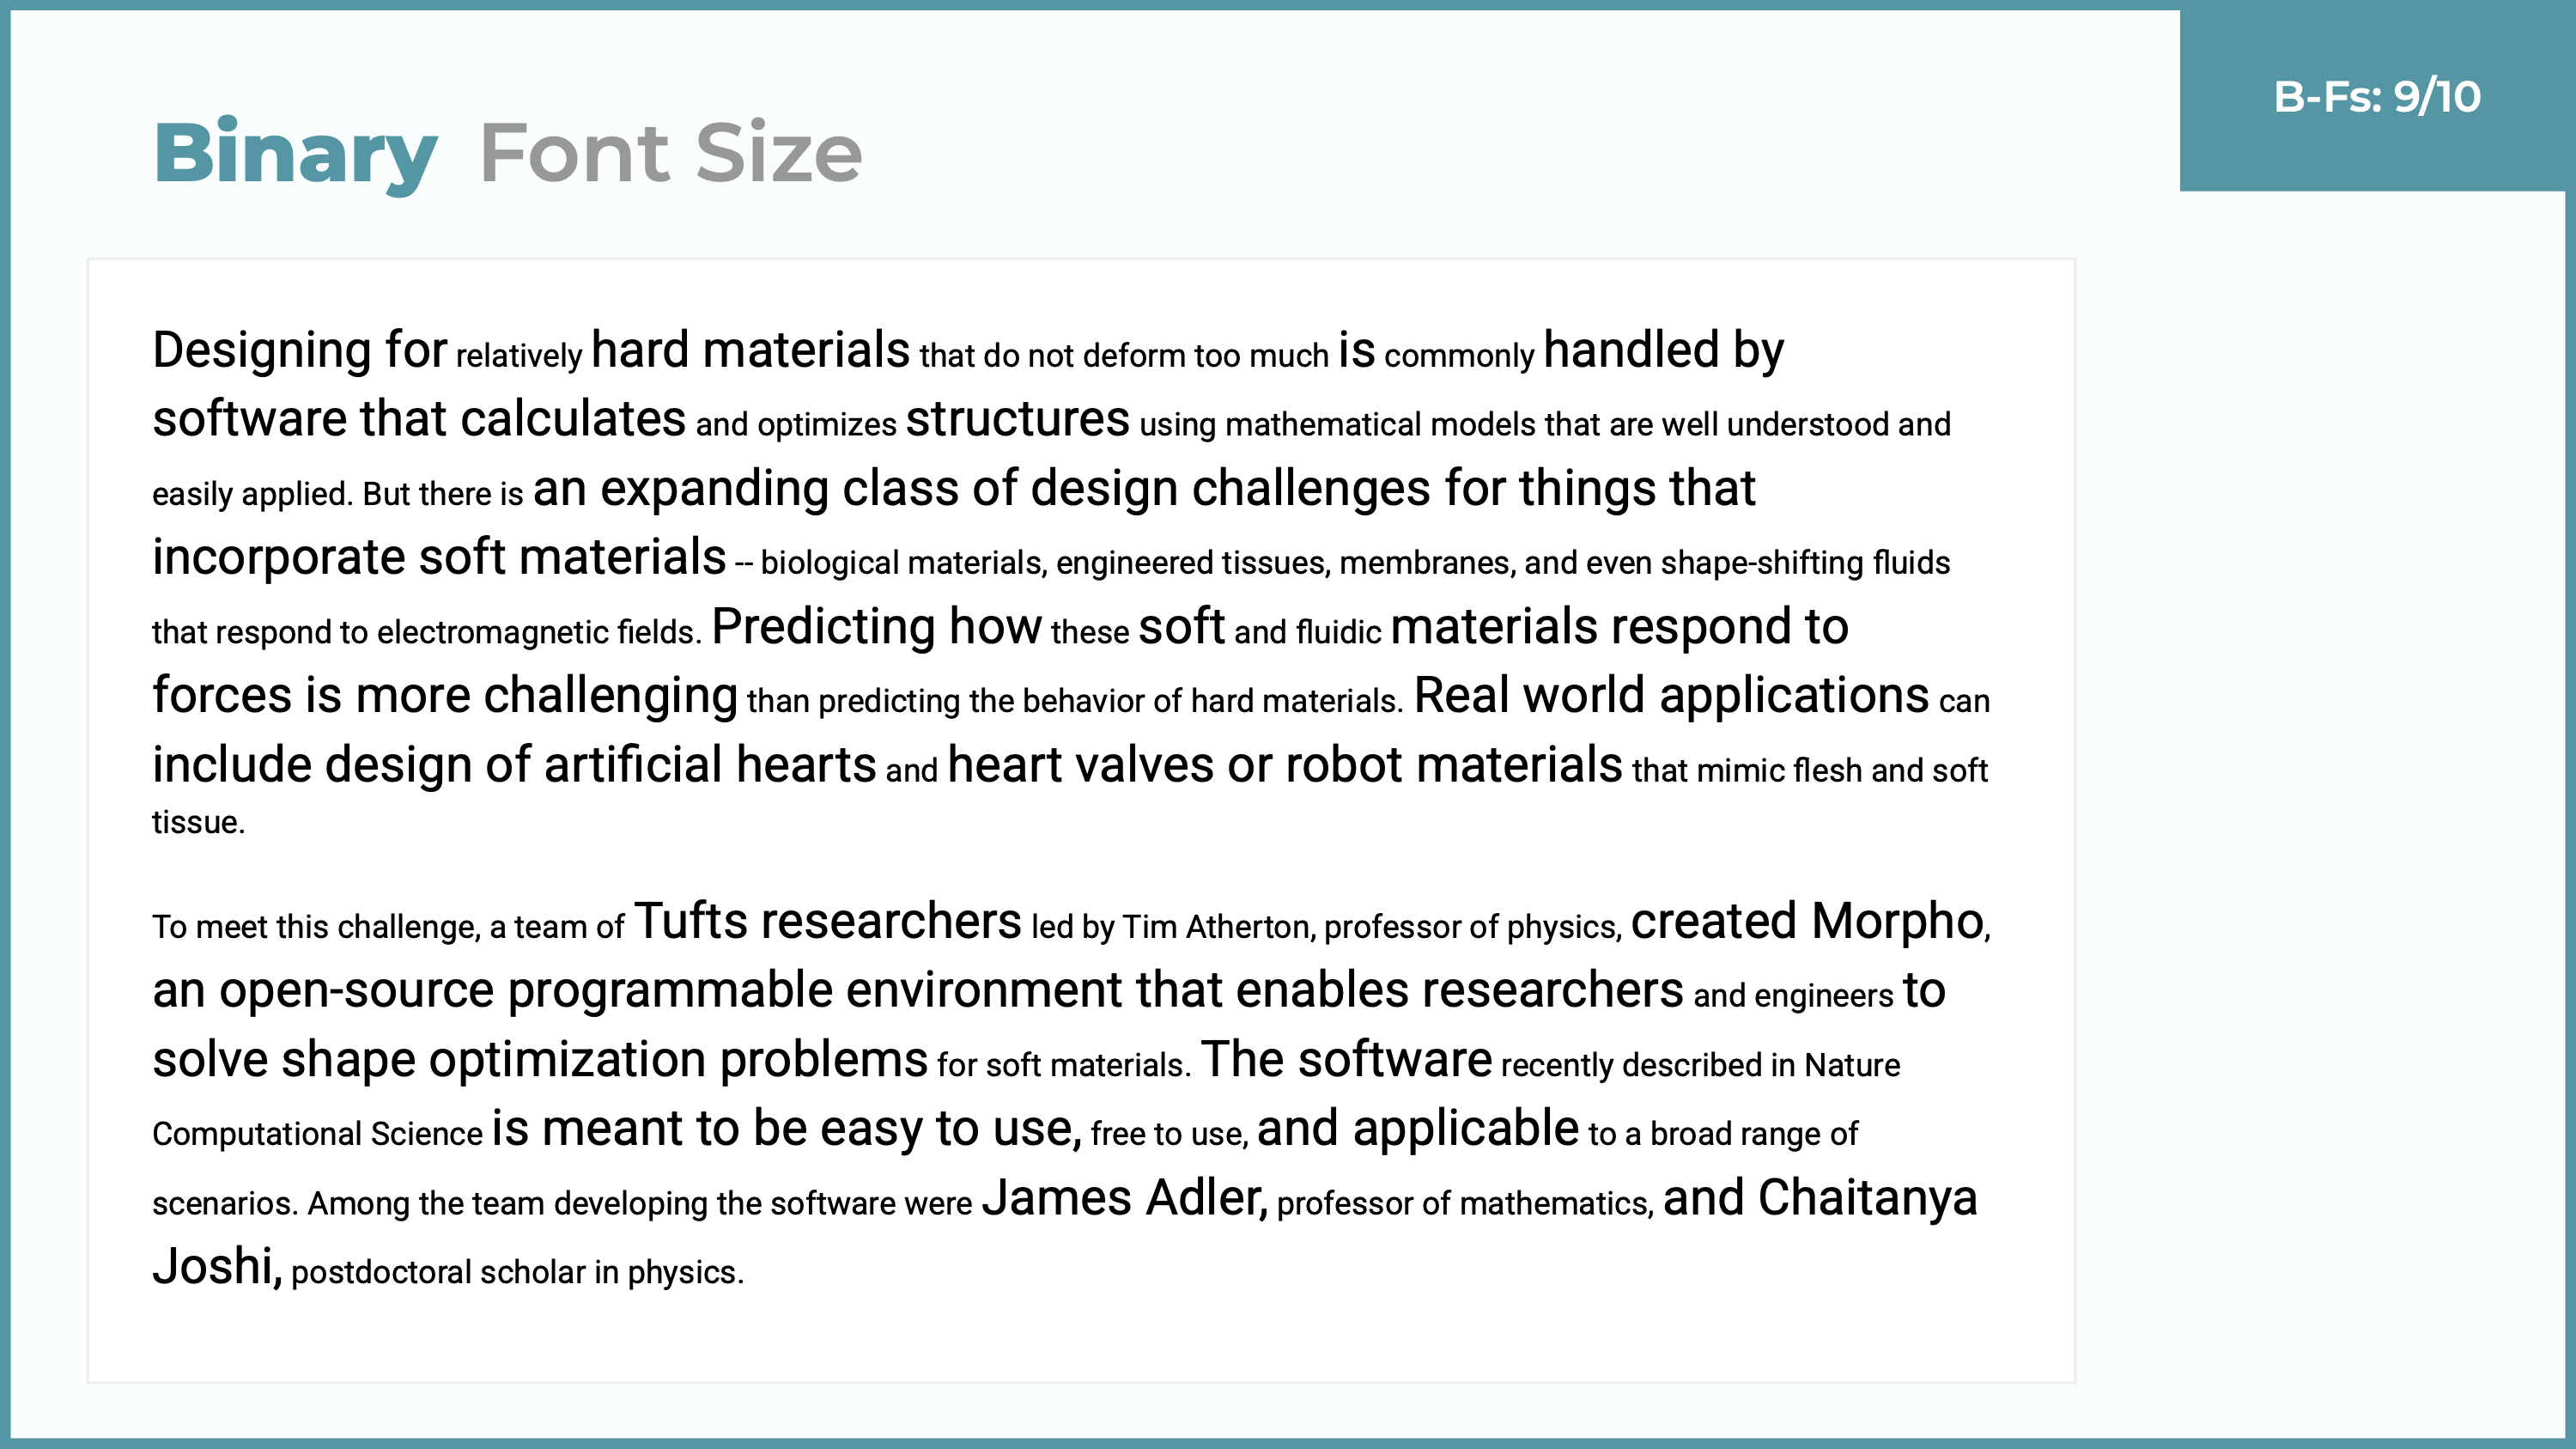 B-Fs: 9/10
Binary Font Size
Designing for relatively hard materials that do not deform too much is commonly handled by
software that calculates and optimizes structures using mathematical models that are well understood and
easily applied. But there is an expanding class of design challenges for things that
incorporate soft materials -- biological materials, engineered tissues, membranes, and even shape-shifting fluids
that respond to electromagnetic fields. Predicting how these soft and fluidic materials respond to
forces is more challenging than predicting the behavior of hard materials. Real world applications can
include design of artificial hearts and heart valves or robot materials that mimic flesh and soft
tissue.
To meet this challenge, a team of Tufts researchers led by Tim Atherton, professor of physics, created Morpho,
an open-source programmable environment that enables researchers and engineers to
solve shape optimization problems for soft materials. The software recently described in Nature
Computational Science is meant to be easy to use, free to use, and applicable to a broad range of
scenarios. Among the team developing the software were James Adler, professor of mathematics, and Chaitanya
Joshi, postdoctoral scholar in physics.